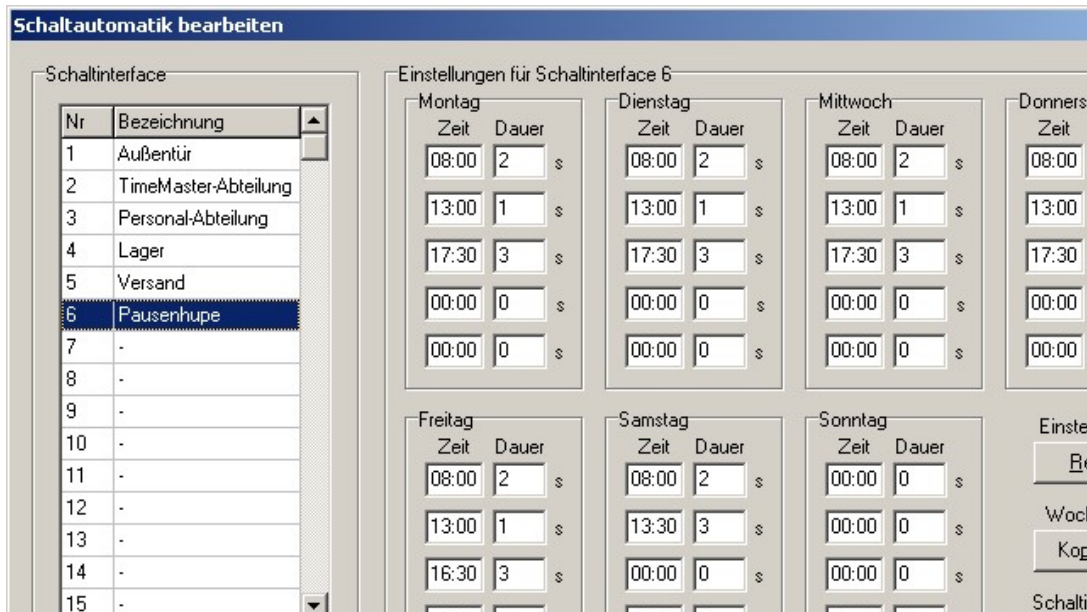 Schaltautomatik bearbeiten
Schaltinterface
Nr Bezeichnung
1 Außentür
2 TimeMaster-Abteilung
3 Personal-Abteilung
4 Lager
5 Versand
6 Pausenhupe
7 -
8 -
9 -
10 -
11 -
12 -
13 -
14 -
15 -
Einstellungen für Schaltinterface 6
Montag
Zeit Dauer
08:00 2 s
13:00 1 s
17:30 3 s
00:00 0 s
00:00 0 s
Dienstag
Zeit Dauer
08:00 2 s
13:00 1 s
17:30 3 s
00:00 0 s
00:00 0 s
Mittwoch
Zeit Dauer
08:00 2 s
13:00 1 s
17:30 3 s
00:00 0 s
00:00 0 s
Donners
Zeit
08:00
13:00
17:30
00:00
00:00
Freitag
Zeit Dauer
08:00 2 s
13:00 1 s
16:30 3 s
Samstag
Zeit Dauer
08:00 2 s
13:30 3 s
00:00 0 s
Sonntag
Zeit Dauer
00:00 0 s
00:00 0 s
00:00 0 s
Einste
Re
Woch
Kop
Schalti